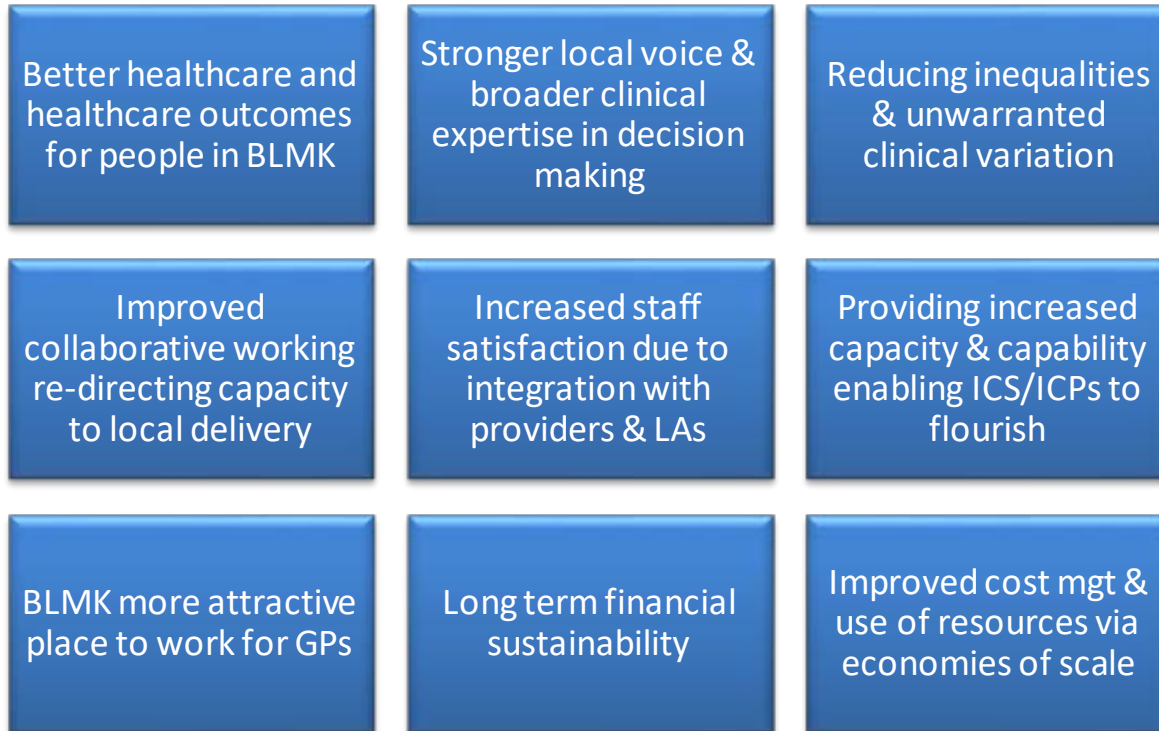 Better healthcare and
healthcare outcomes
for people in BLMK
Stronger local voice &
broader clinical
expertise in decision
making
Reducing inequalities
& unwarranted
clinical variation
Improved
collaborative working
re-directing capacity
to local delivery
Increased staff
satisfaction due to
integration with
providers & LAs
Providing increased
capacity & capability
enabling ICS/ICPs to
flourish
BLMK more attractive
place to work for GPs
Long term financial
sustainability
Improved cost mgt &
use of resources via
economies of scale